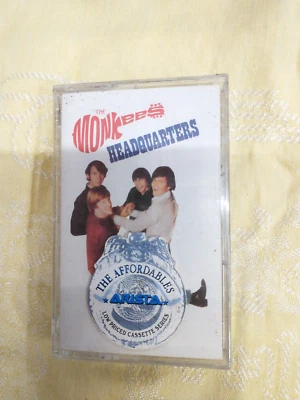 THE
MONKEES
HEADQUARTERS
THE AFFORDABLES
ARISTA
LOW PRICED CASSETTE SERIES